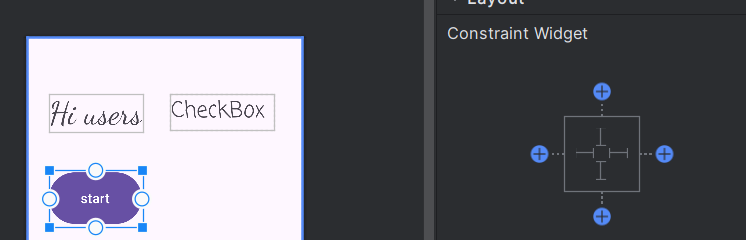 Layout
Constraint Widget
Hi users
CheckBox
start